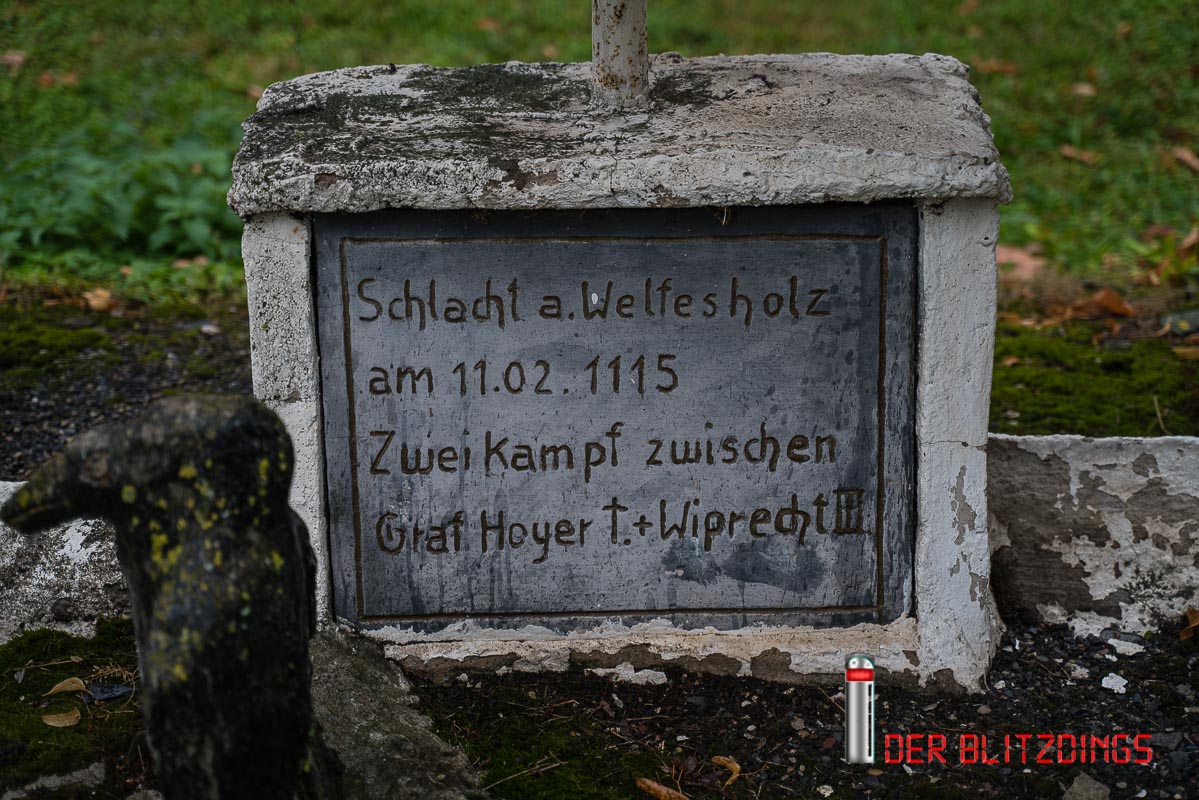 Schlacht a. Welfesholz
am 11.02.1115
Zwei Kampf zwischen
Graf Hoyer †.+Wiprecht III
DER BLITZDINGS